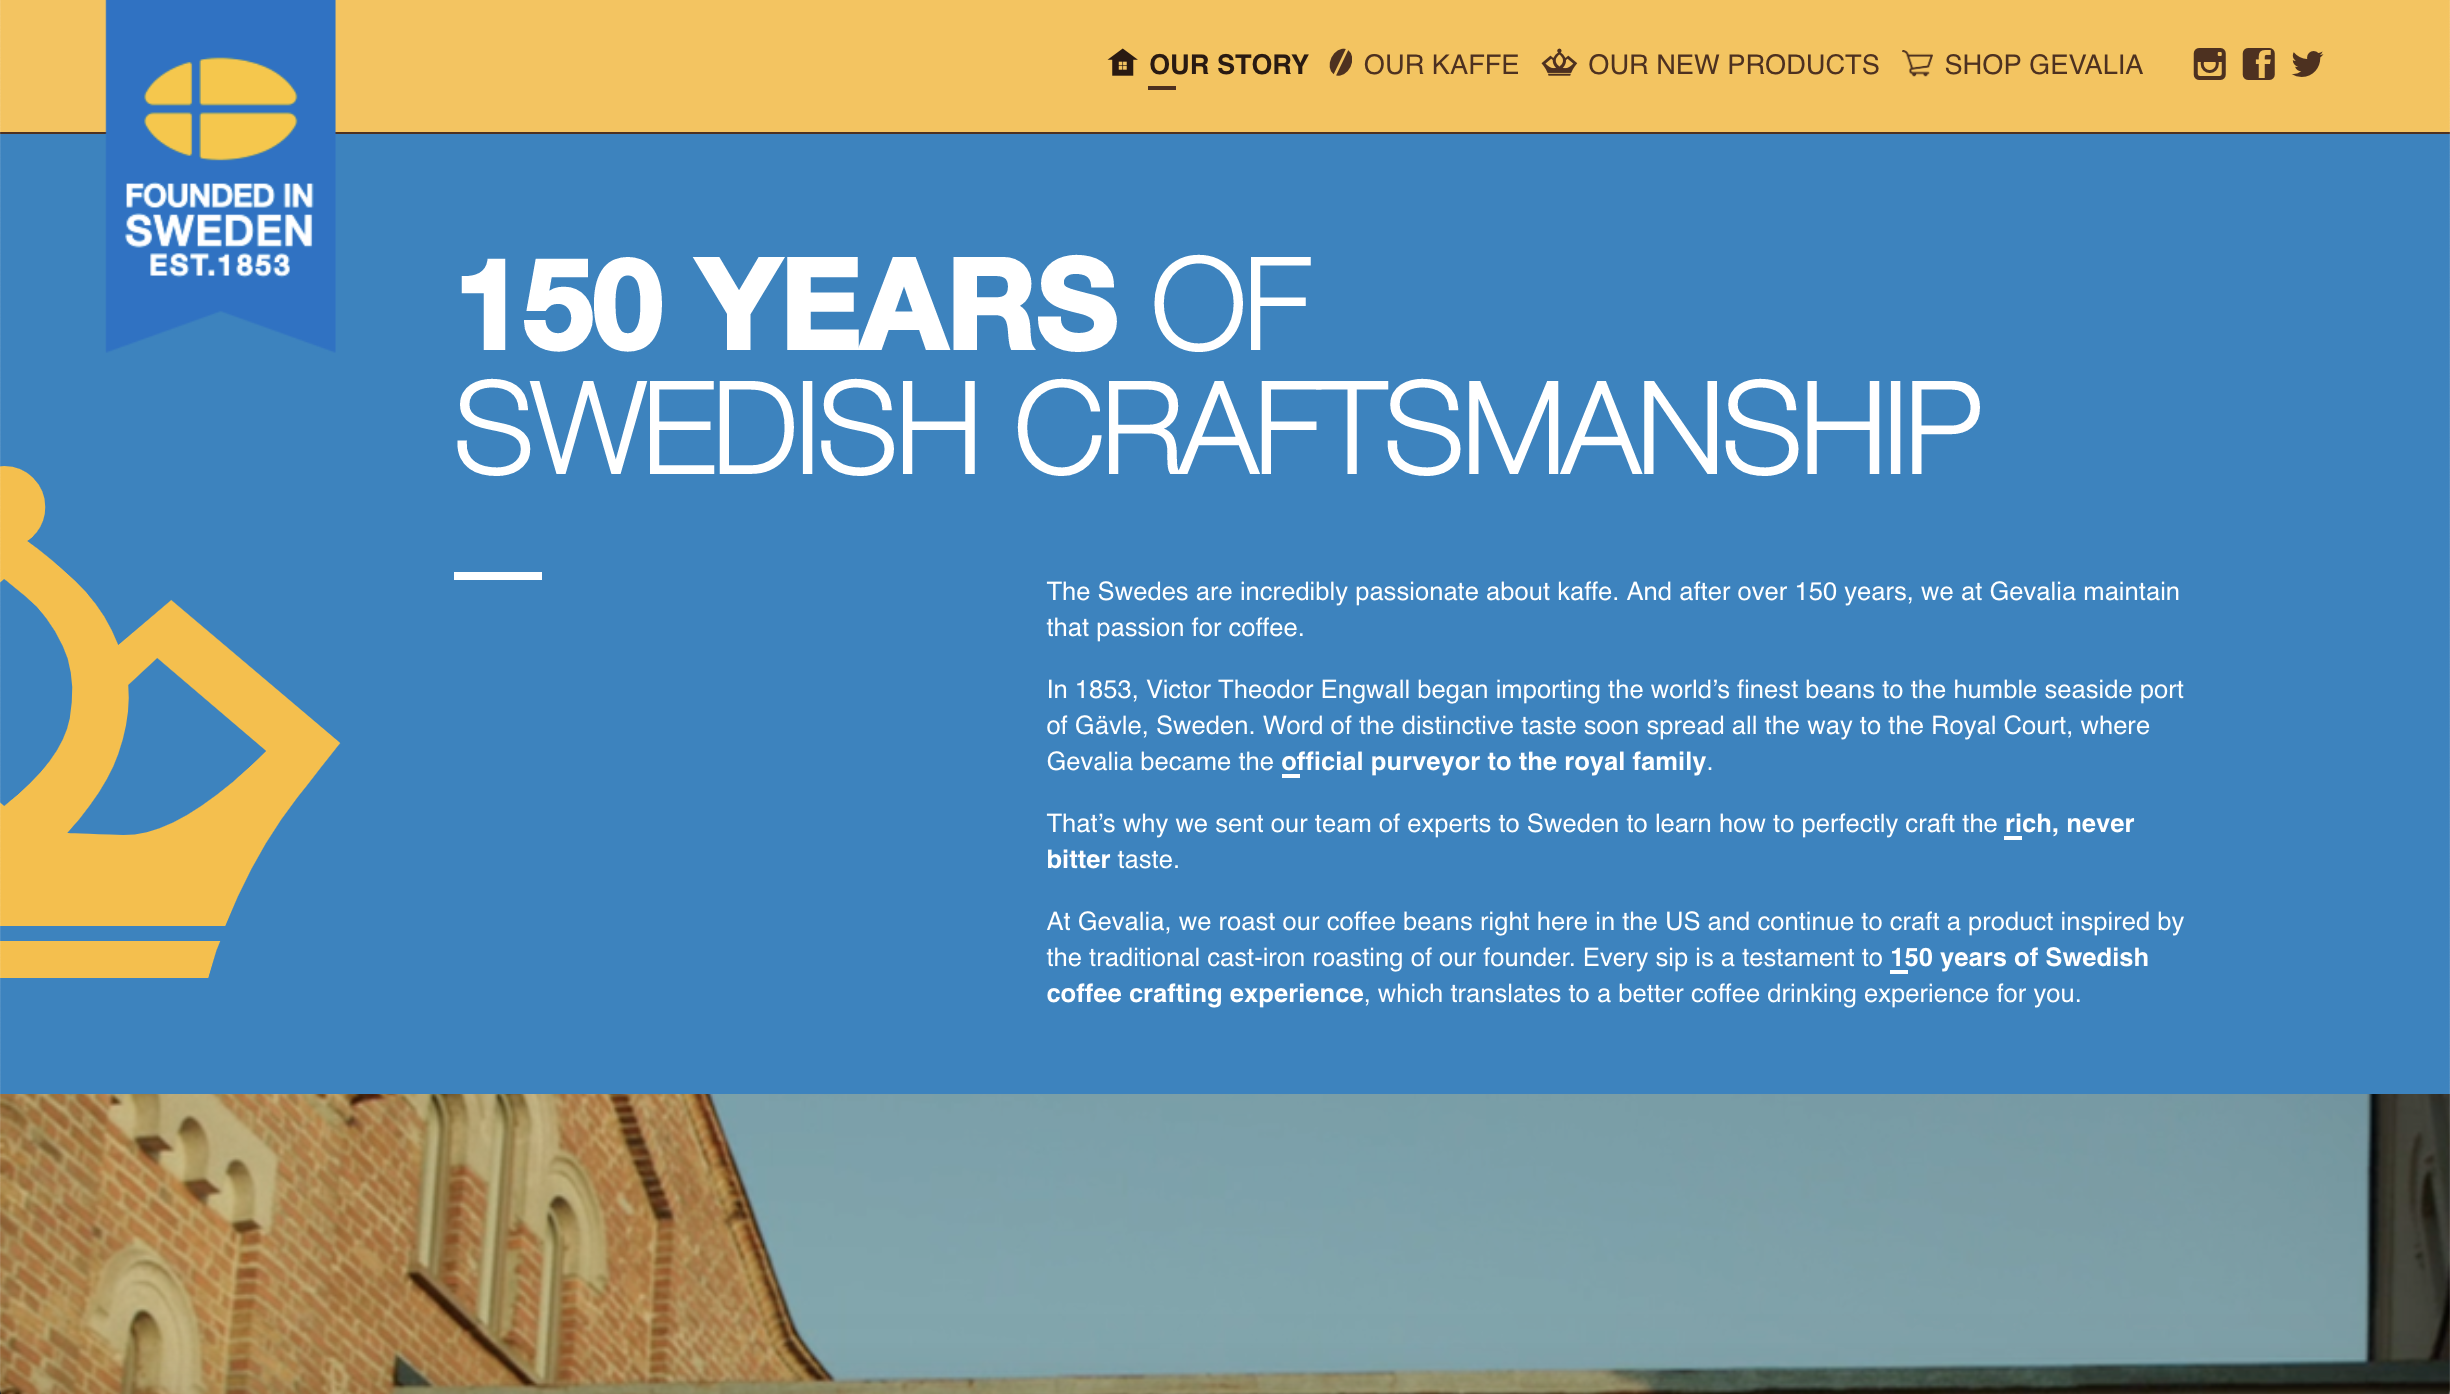 OUR STORY OUR KAFFE OUR NEW PRODUCTS SHOP GEVALIA
FOUNDED IN
SWEDEN
EST.1853
150 YEARS OF
SWEDISH CRAFTSMANSHIP
The Swedes are incredibly passionate about kaffe. And after over 150 years, we at Gevalia maintain
that passion for coffee.
In 1853, Victor Theodor Engwall began importing the world’s finest beans to the humble seaside port
of Gävle, Sweden. Word of the distinctive taste soon spread all the way to the Royal Court, where
Gevalia became the official purveyor to the royal family.
That’s why we sent our team of experts to Sweden to learn how to perfectly craft the rich, never
bitter taste.
At Gevalia, we roast our coffee beans right here in the US and continue to craft a product inspired by
the traditional cast-iron roasting of our founder. Every sip is a testament to 150 years of Swedish
coffee crafting experience, which translates to a better coffee drinking experience for you.